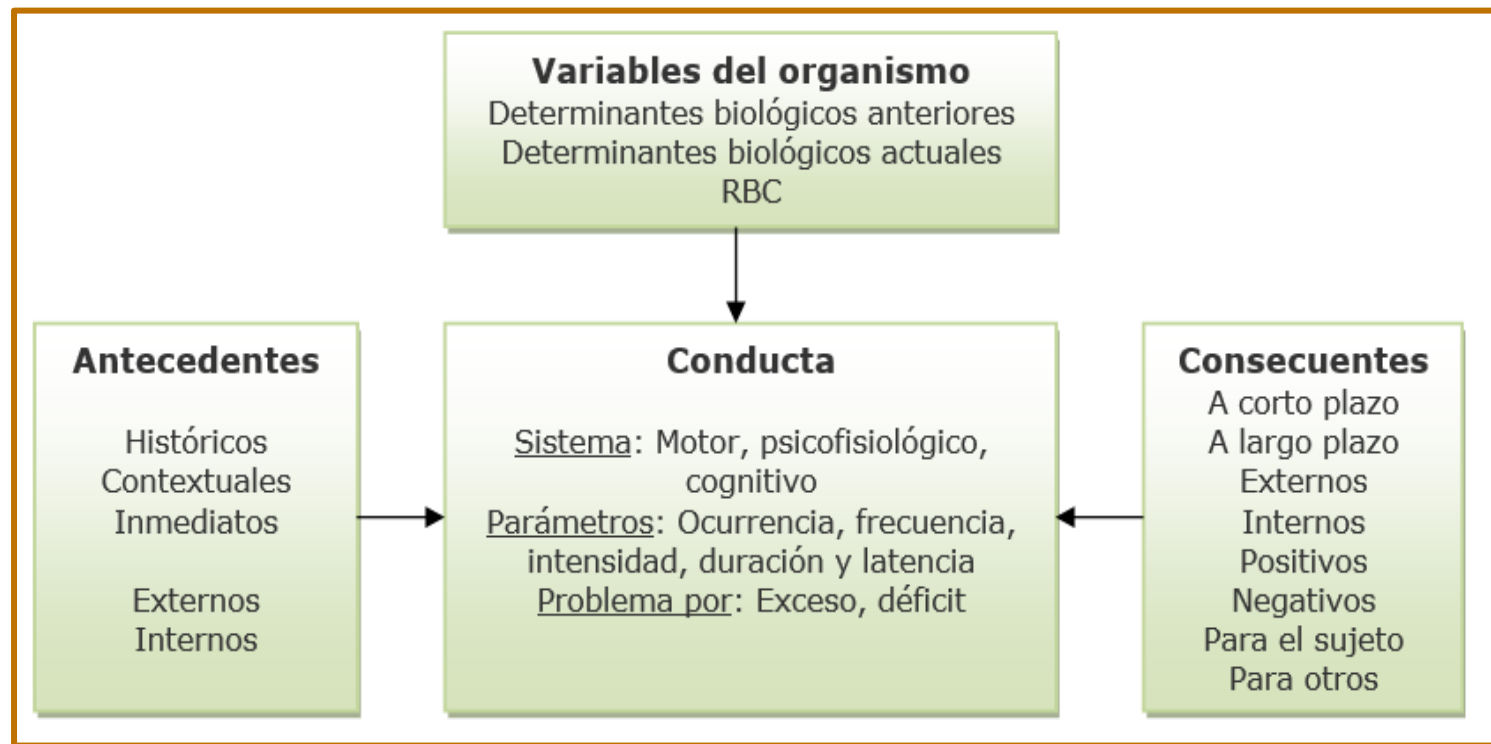 Variables del organismo
Determinantes biológicos anteriores
Determinantes biológicos actuales
RBC
Antecedentes
Históricos
Contextuales
Inmediatos
Externos
Internos
Conducta
Sistema: Motor, psicofisiológico,
cognitivo
Parámetros: Ocurrencia, frecuencia,
intensidad, duración y latencia
Problema por: Exceso, déficit
Consecuentes
A corto plazo
A largo plazo
Externos
Internos
Positivos
Negativos
Para el sujeto
Para otros